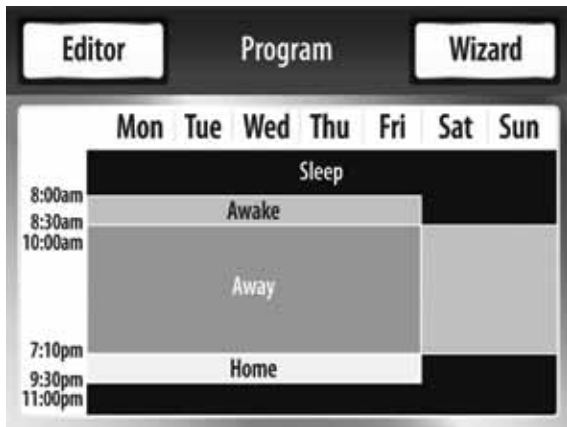 Editor Program Wizard
Mon Tue Wed Thu Fri Sat Sun
Sleep
8:00am
Awake
8:30am
10:00am
Away
7:10pm
Home
9:30pm
11:00pm